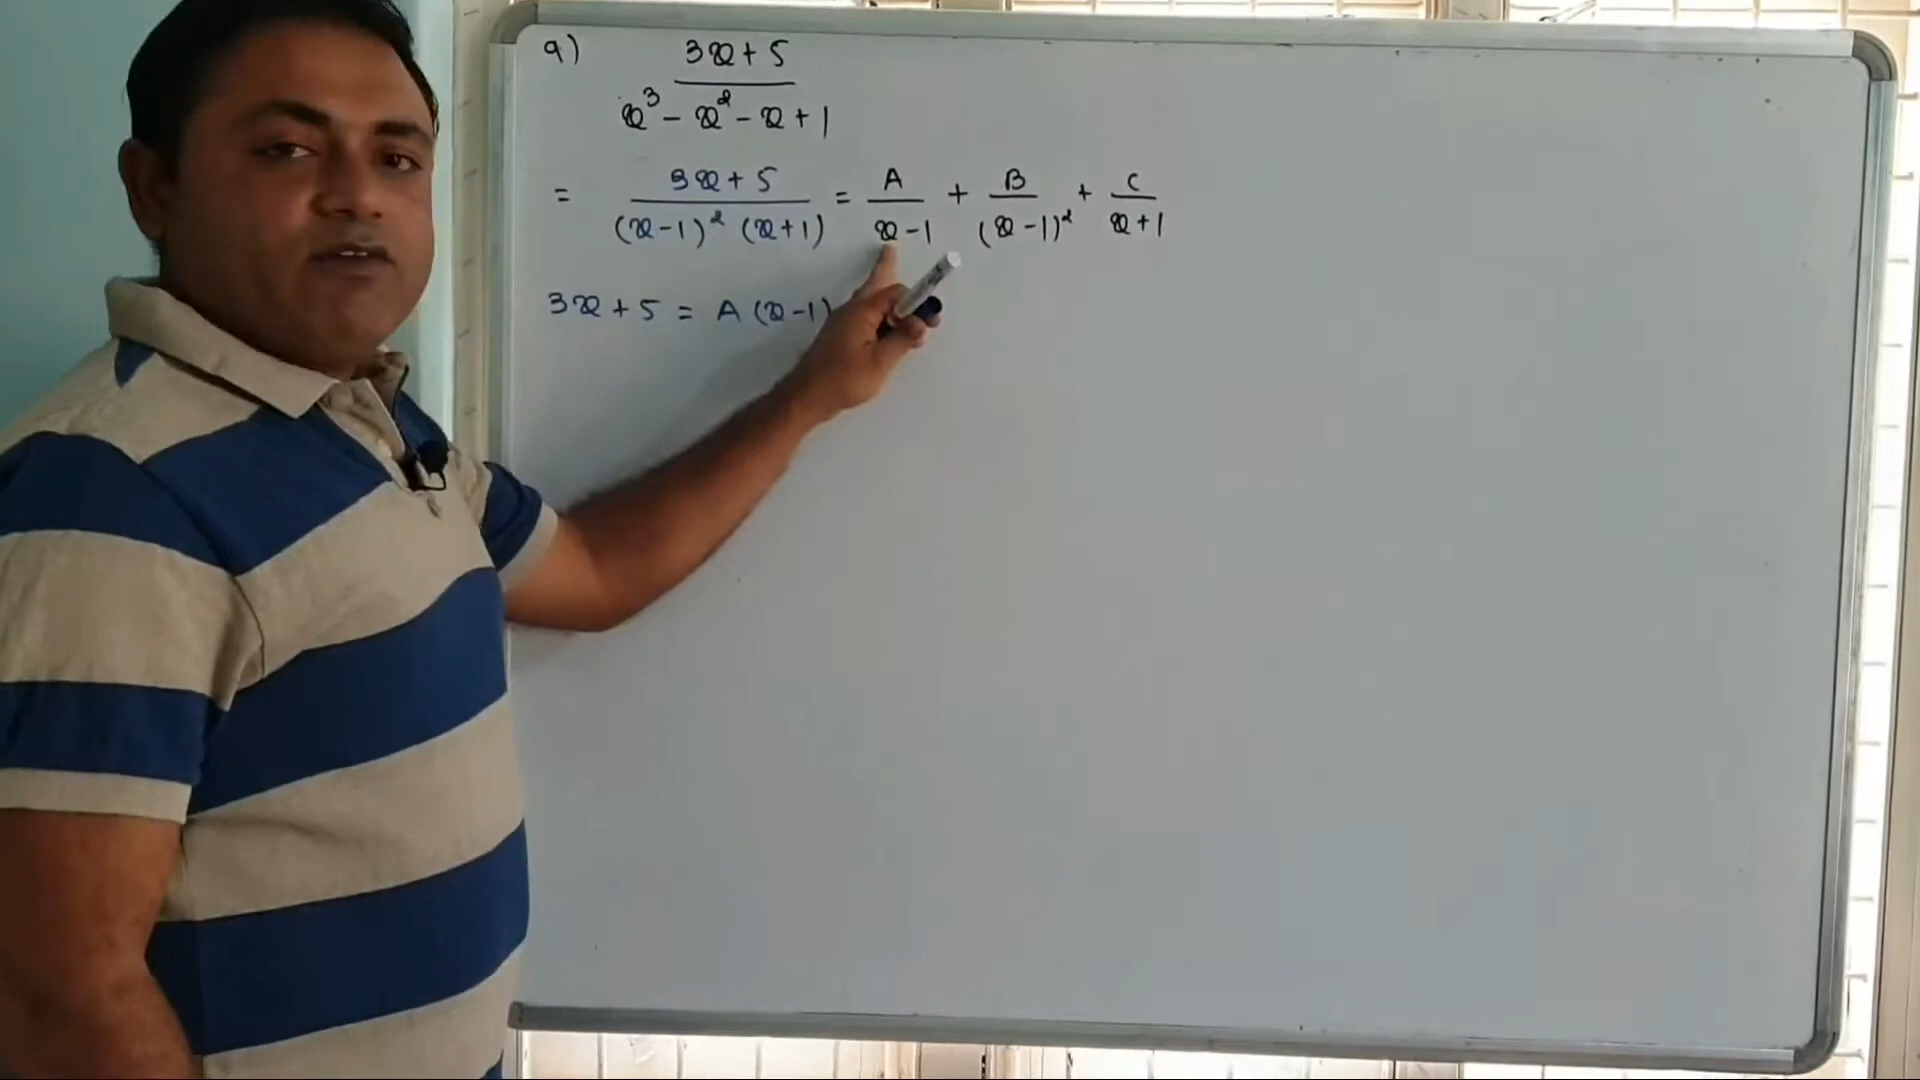 9) 3x + 5
x³ - x² - x + 1
= 3x + 5 / (x-1)² (x+1) = A / x-1 + B / (x-1)² + C / x+1
3x + 5 = A (x-1)